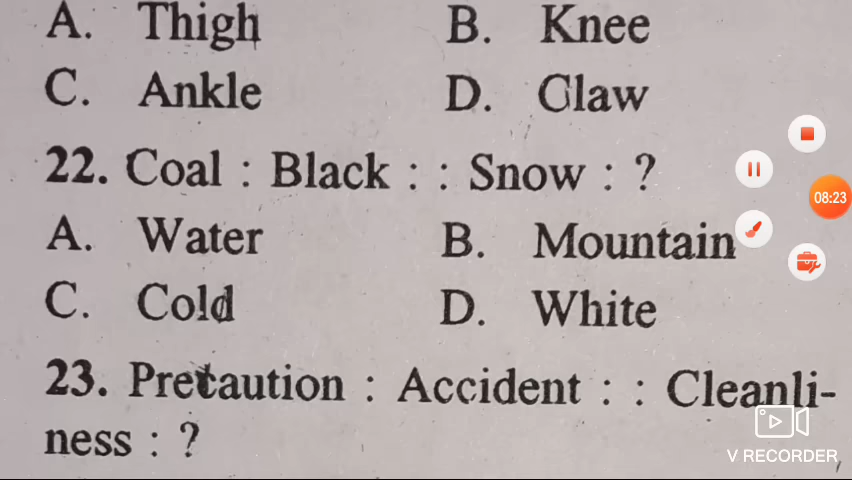 A. Thigh B. Knee
C. Ankle D. Claw
22. Coal : Black : : Snow : ?
A. Water B. Mountain
C. Cold D. White
08:23
23. Precaution : Accident : : Cleanli-
ness : ?
V RECORDER